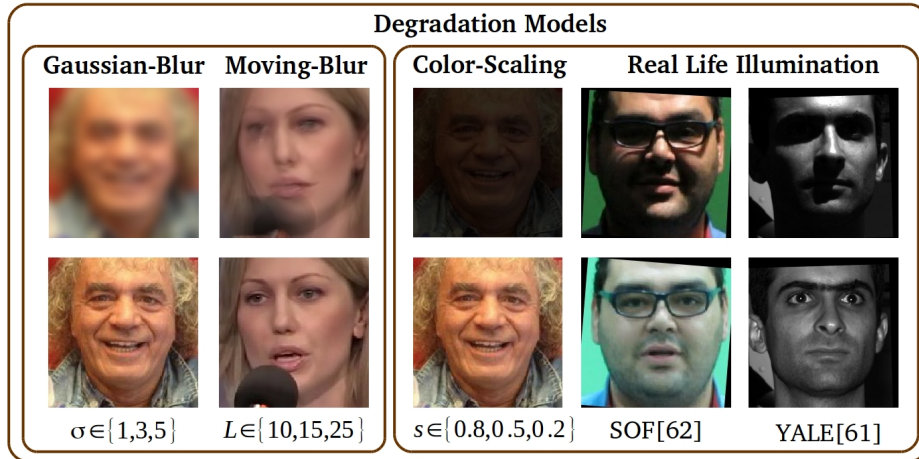 Degradation Models
Gaussian-Blur Moving-Blur Color-Scaling Real Life Illumination
σ∈{1,3,5} L∈{10,15,25} s∈{0.8,0.5,0.2} SOF[62] YALE[61]